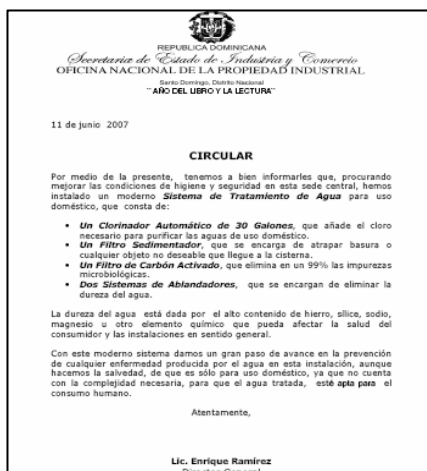 REPUBLICA DOMINICANA
Secretaria de Estado de Industria y Comercio
OFICINA NACIONAL DE LA PROPIEDAD INDUSTRIAL
Santo Domingo, Distrito Nacional
"AÑO DEL LIBRO Y LA LECTURA"
11 de junio 2007
CIRCULAR
Por medio de la presente, tenemos a bien informarles que, procurando
mejorar las condiciones de higiene y seguridad en esta sede central, hemos
instalado un moderno Sistema de Tratamiento de Agua para uso
doméstico, que consta de:
• Un Clorinador Automático de 30 Galones, que añade el cloro
necesario para purificar las aguas de uso doméstico.
• Un Filtro Sedimentador, que se encarga de atrapar basura o
cualquier objeto no deseable que llegue a la cisterna.
• Un Filtro de Carbón Activado, que elimina en un 99% las impurezas
microbiológicas.
• Dos Sistemas de Ablandadores, que se encargan de eliminar la
dureza del agua.
La dureza del agua está dada por el alto contenido de hierro, sílice, sodio,
magnesio u otro elemento químico que pueda afectar la salud del
consumidor y las instalaciones en sentido general.
Con este moderno sistema damos un gran paso de avance en la prevención
de cualquier enfermedad producida por el agua en esta instalación, aunque
hacemos la salvedad, de que es sólo para uso doméstico, ya que no cuenta
con la complejidad necesaria, para que el agua tratada, esté apta para el
consumo humano.
Atentamente,
Lic. Enrique Ramírez
Director General